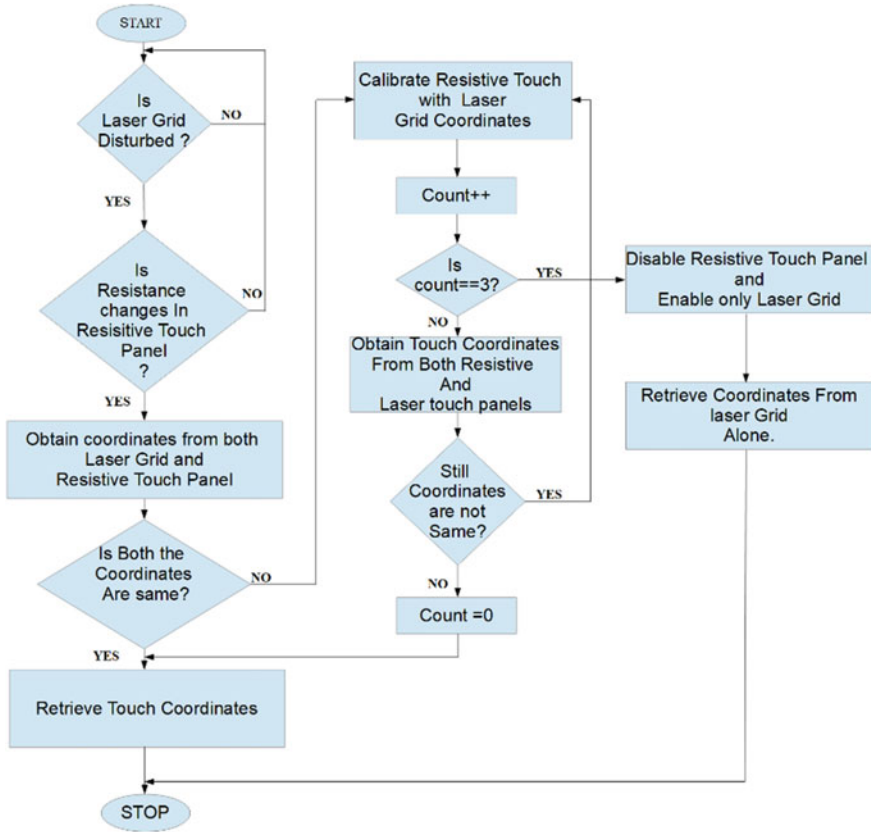 START
Is
Laser Grid
Disturbed ?
NO
YES
Is
Resistance
changes In
Resisitive Touch
Panel
?
NO
YES
Obtain coordinates from both
Laser Grid and
Resistive Touch Panel
Is Both the
Coordinates
Are same?
NO
YES
Retrieve Touch Coordinates
STOP
Calibrate Resistive Touch
with Laser
Grid Coordinates
Count++
Is
count==3?
YES
NO
Obtain Touch Coordinates
From Both Resistive
And
Laser touch panels
Still
Coordinates
are not
Same?
YES
NO
Count =0
Disable Resistive Touch Panel
and
Enable only Laser Grid
Retrieve Coordinates From
laser Grid
Alone.